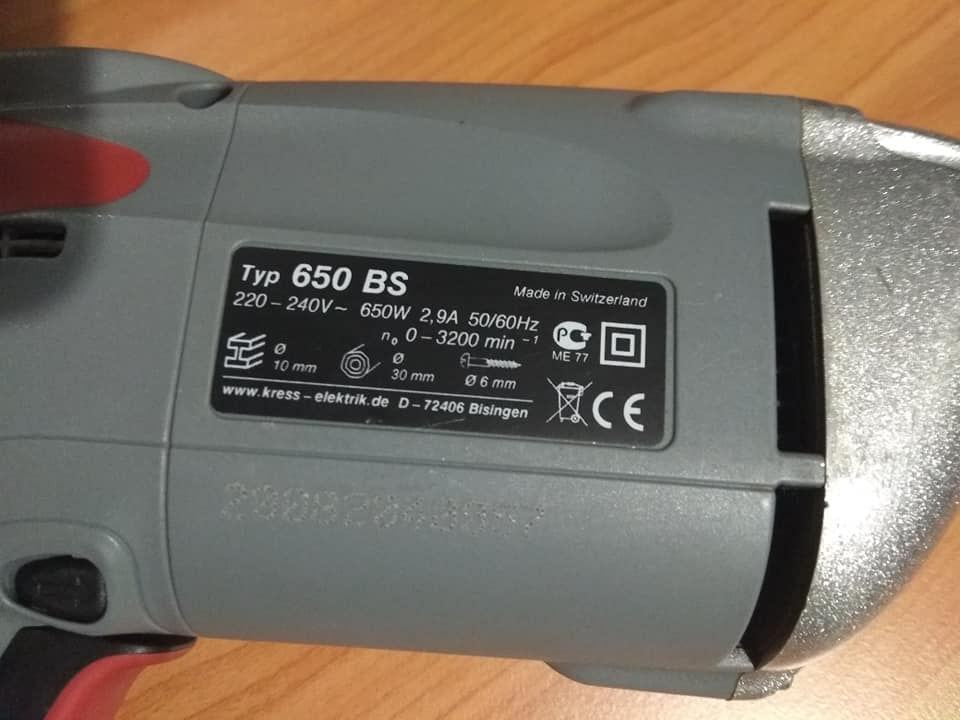 Typ 650 BS
Made in Switzerland
220 – 240V ~ 650W 2,9A 50/60Hz
n₀ 0 – 3200 min ⁻¹
ME 77
Ø 10 mm
Ø 30 mm
Ø 6 mm
www.kress – elektrik.de D – 72406 Bisingen
CE